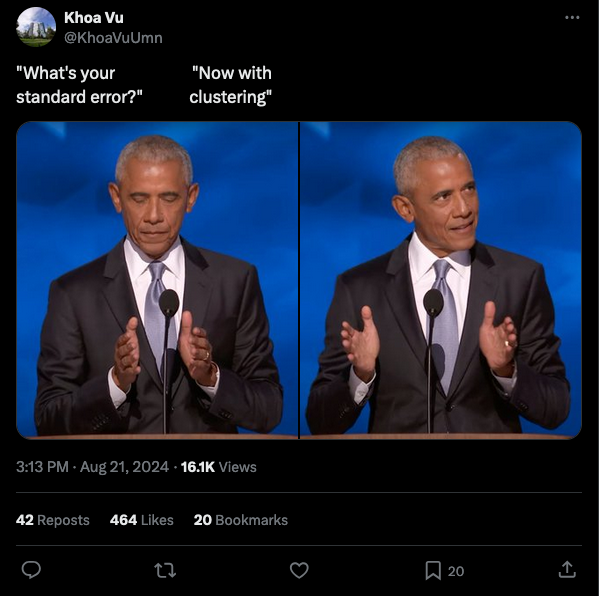 Khoa Vu
@KhoaVuUmn
"What's your standard error?"
"Now with clustering"
3:13 PM · Aug 21, 2024 · 16.1K Views
42 Reposts 464 Likes 20 Bookmarks
20